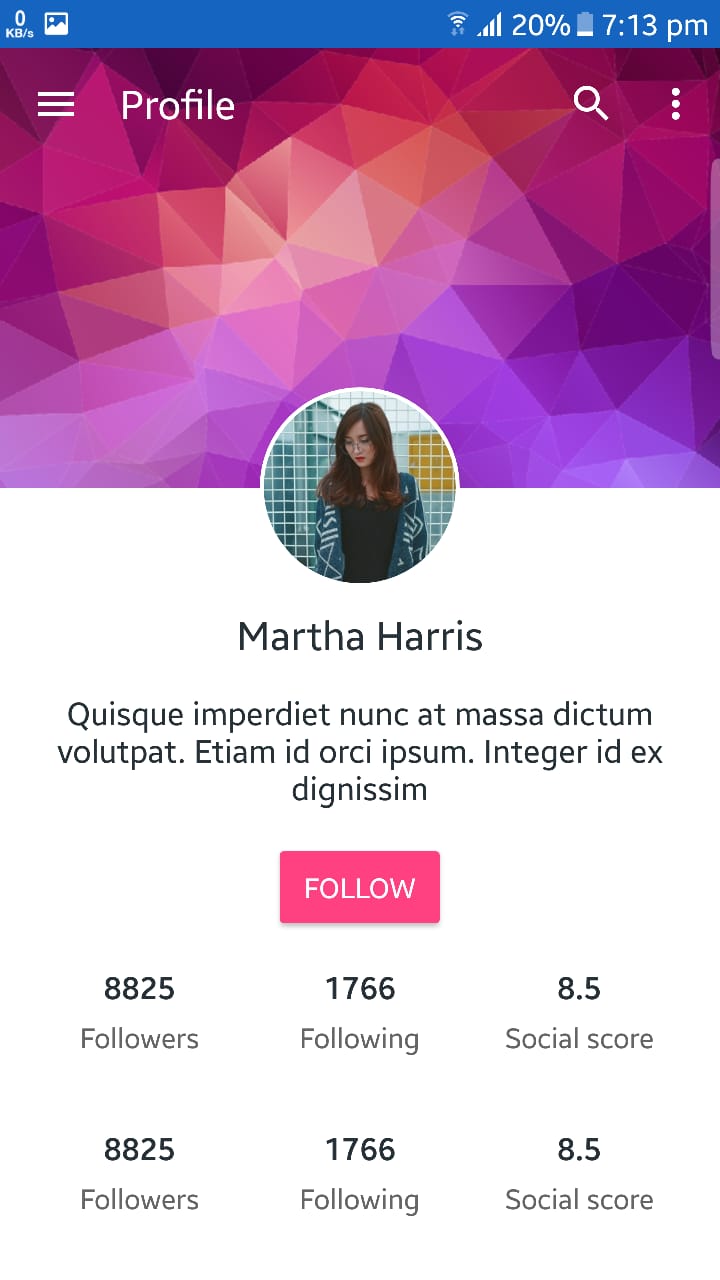 0
KB/s
20%
7:13 pm
Profile
Martha Harris
Quisque imperdiet nunc at massa dictum
volutpat. Etiam id orci ipsum. Integer id ex
dignissim
FOLLOW
8825 1766 8.5
Followers Following Social score
8825 1766 8.5
Followers Following Social score